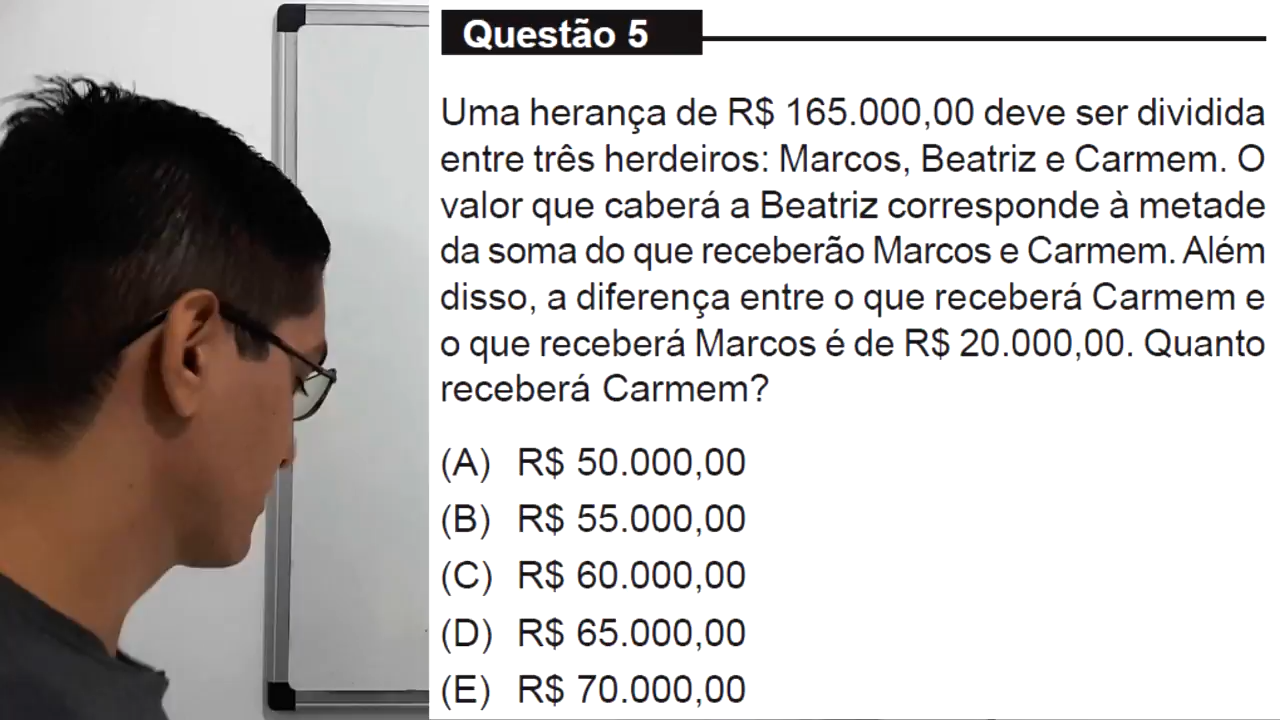 Questão 5
Uma herança de R$ 165.000,00 deve ser dividida
entre três herdeiros: Marcos, Beatriz e Carmem. O
valor que caberá a Beatriz corresponde à metade
da soma do que receberão Marcos e Carmem. Além
disso, a diferença entre o que receberá Carmem e
o que receberá Marcos é de R$ 20.000,00. Quanto
receberá Carmem?
(A) R$ 50.000,00
(B) R$ 55.000,00
(C) R$ 60.000,00
(D) R$ 65.000,00
(E) R$ 70.000,00